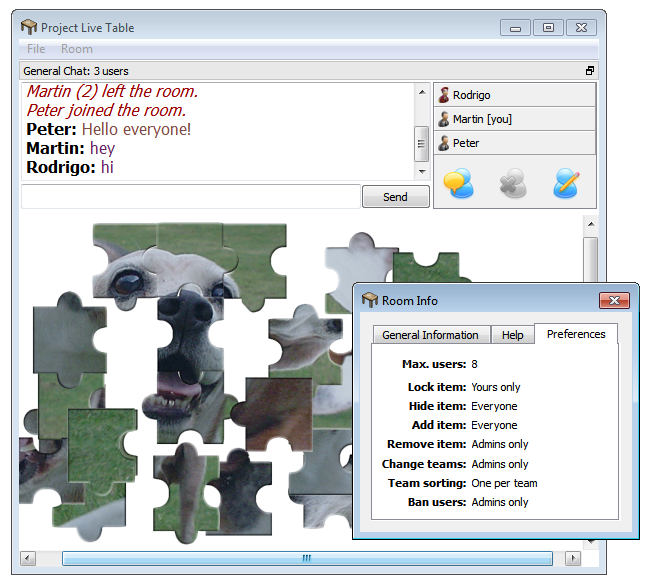 Project Live Table
File Room
General Chat: 3 users
Martin (2) left the room.
Peter joined the room.
Peter: Hello everyone!
Martin: hey
Rodrigo: hi
Rodrigo
Martin [you]
Peter
Send
Room Info
General Information Help Preferences
Max. users: 8
Lock item: Yours only
Hide item: Everyone
Add item: Everyone
Remove item: Admins only
Change teams: Admins only
Team sorting: One per team
Ban users: Admins only